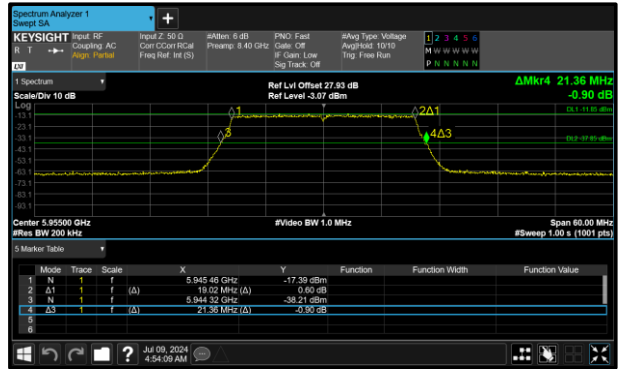 Spectrum Analyzer 1
Swept SA
+
KEYSIGHT Input: RF Input Z: 50 Ω #Atten: 6 dB PNO: Fast #Avg Type: Voltage 1 2 3 4 5 6
R T Coupling: AC Corr CCorr RCal Preamp: 8.40 GHz Gate: Off Avg|Hold: 10/10 M W W W W W
Align: Partial Freq Ref: Int (S) IF Gain: Low Trig: Free Run
Sig Track: Off P N N N N N
1 Spectrum Ref Lvl Offset 27.93 dB ΔMkr4 21.36 MHz
Scale/Div 10 dB Ref Level -3.07 dBm -0.90 dB
Log
-13.1
-23.1
-33.1
-43.1
-53.1
-63.1
-73.1
-83.1
-93.1
1
2Δ1
3
4Δ3
DL1 -11.85 dBm
DL2 -37.85 dBm
Center 5.95500 GHz #Video BW 1.0 MHz Span 60.00 MHz
#Res BW 200 kHz #Sweep 1.00 s (1001 pts)
5 Marker Table
Mode Trace Scale X Y Function Function Width Function Value
1 N 1 f 5.945 46 GHz -17.39 dBm
2 Δ1 1 f (Δ) 19.02 MHz (Δ) 0.60 dB
3 N 1 f 5.944 32 GHz -38.21 dBm
4 Δ3 1 f (Δ) 21.36 MHz (Δ) -0.90 dB
5
6
? Jul 09, 2024
4:54:09 AM